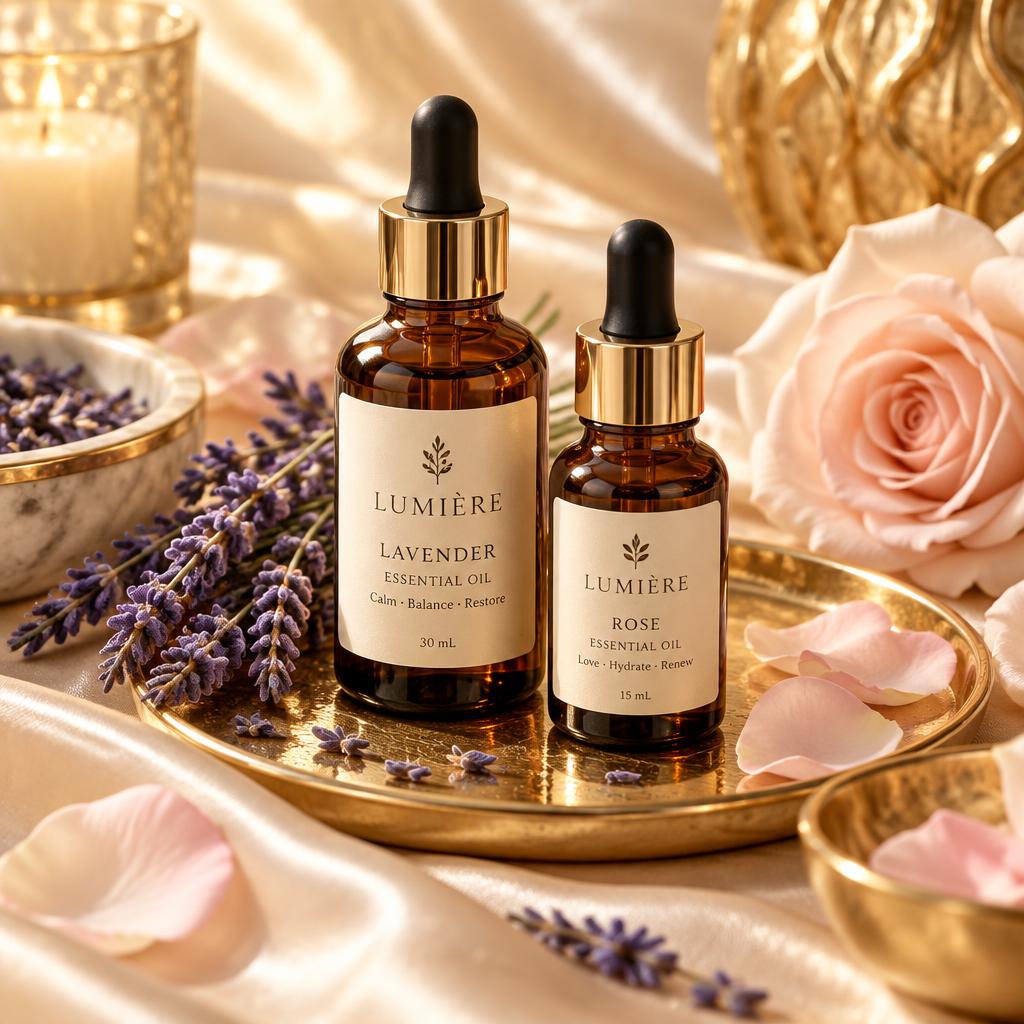 LUMIÈRE
LAVENDER
ESSENTIAL OIL
Calm · Balance · Restore
30 mL
LUMIÈRE
ROSE
ESSENTIAL OIL
Love · Hydrate · Renew
15 mL